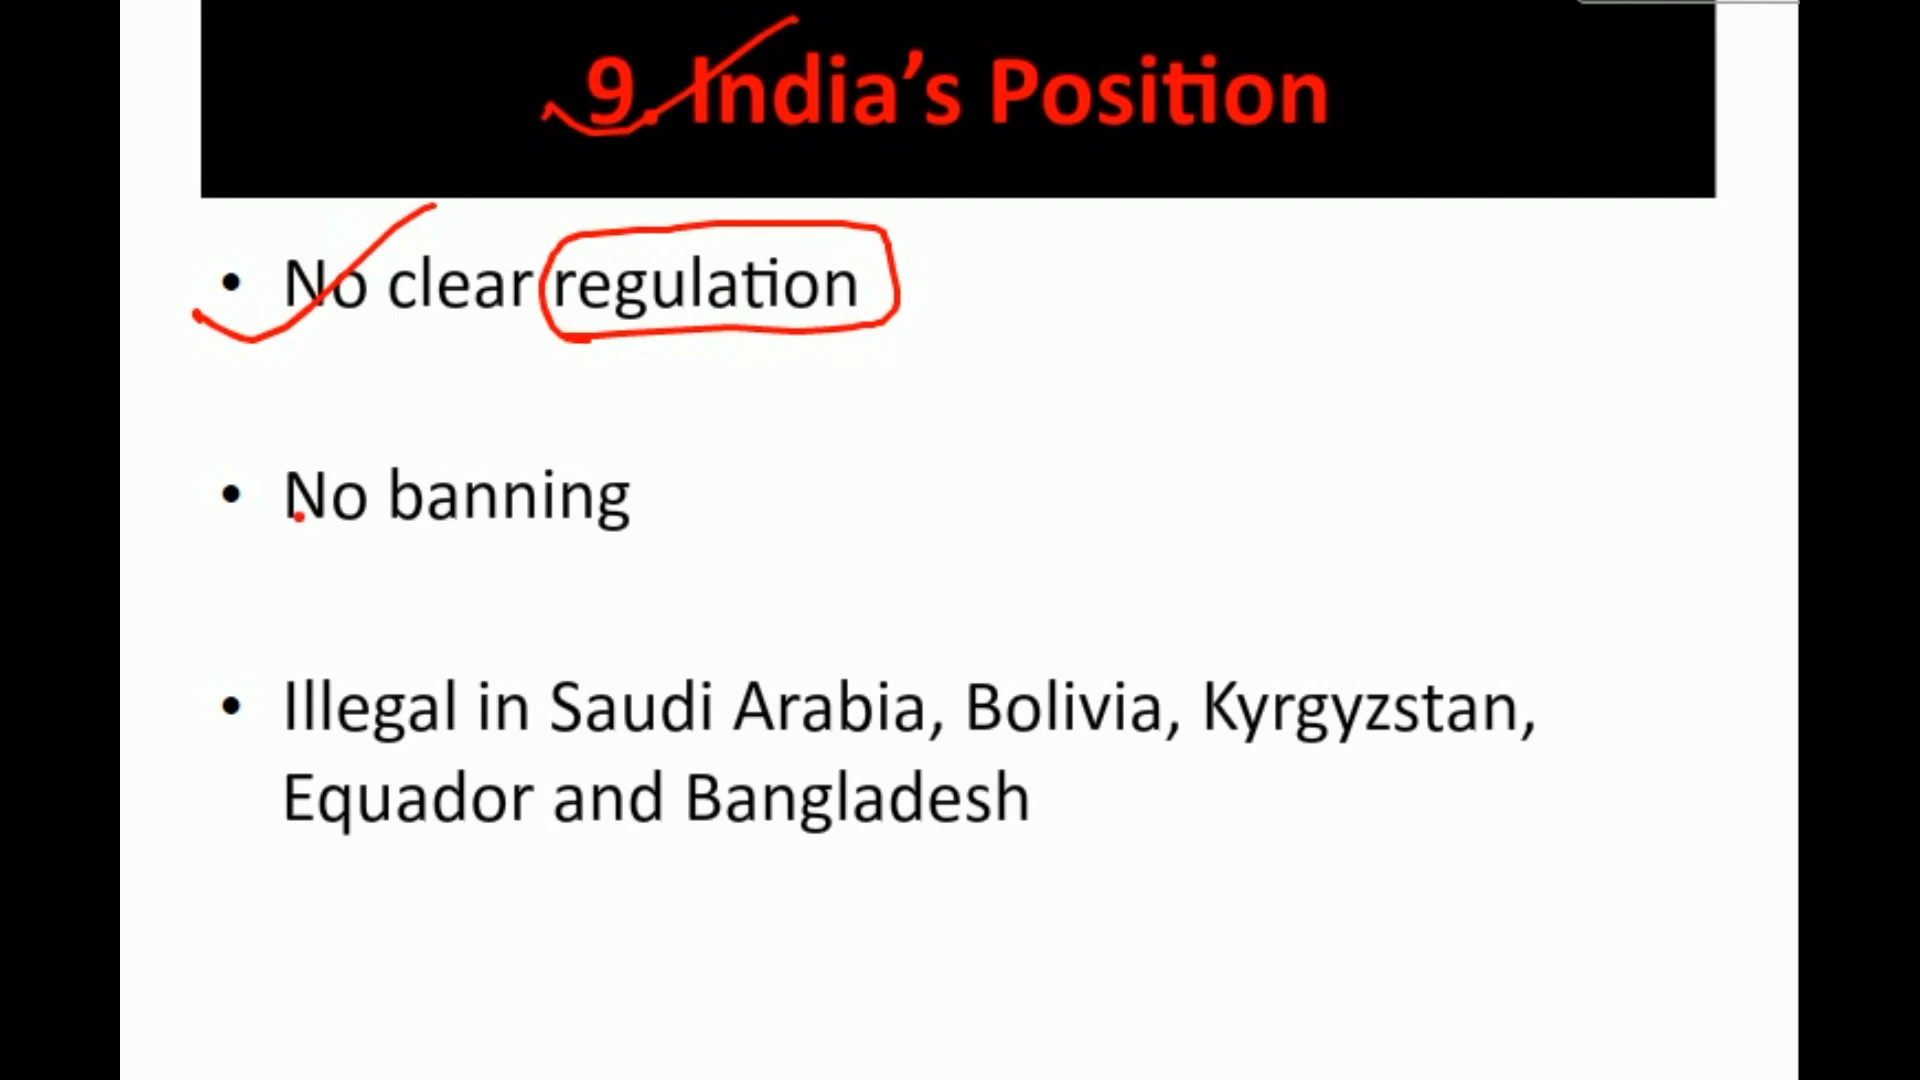 9. India’s Position
• No clear regulation
• No banning
• Illegal in Saudi Arabia, Bolivia, Kyrgyzstan,
Equador and Bangladesh